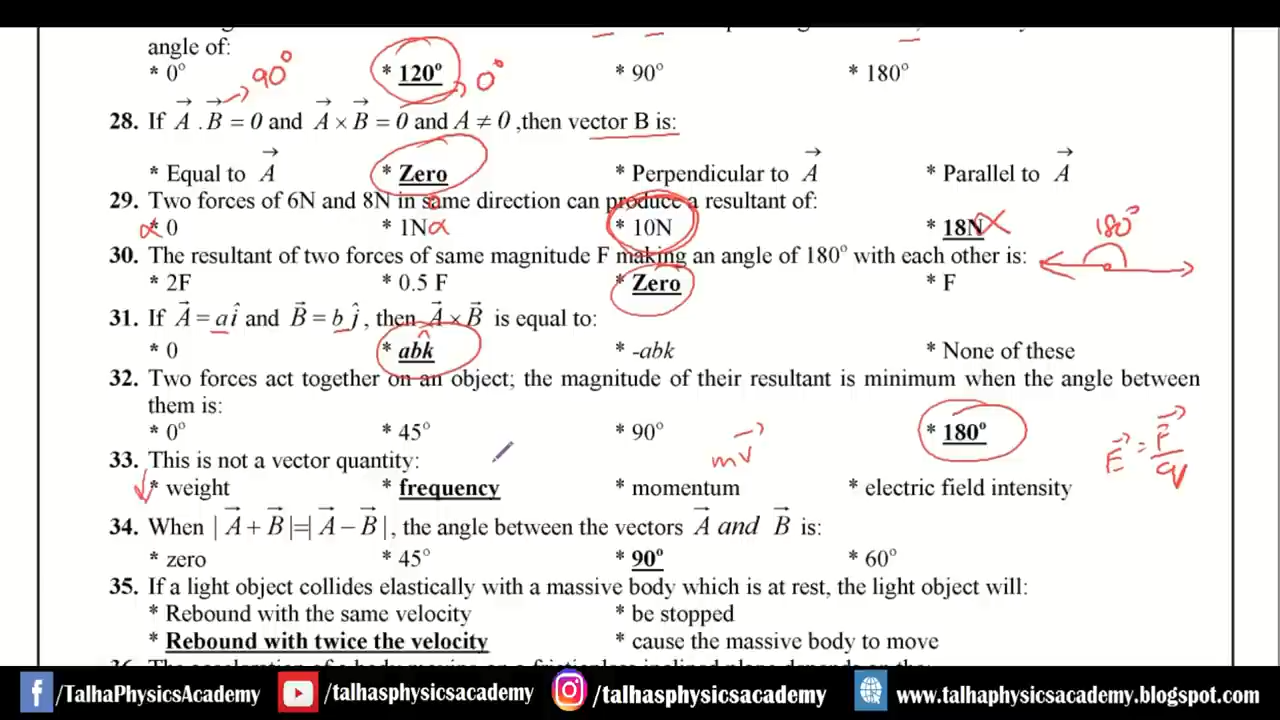 angle of:
* 0° * 120° * 90° * 180°
90° 0°
28. If A . B = 0 and A × B = 0 and A ≠ 0 ,then vector B is:
* Equal to A * Zero * Perpendicular to A * Parallel to A
29. Two forces of 6N and 8N in same direction can produce a resultant of:
* 0 * 1N * 10N * 18N
180°
30. The resultant of two forces of same magnitude F making an angle of 180° with each other is:
* 2F * 0.5 F * Zero * F
31. If A⃗ = a î and B⃗ = b ĵ, then A⃗ × B⃗ is equal to:
* 0 * abk * -abk * None of these
32. Two forces act together on an object; the magnitude of their resultant is minimum when the angle between
them is:
* 0° * 45° * 90° * 180°
E⃗ = F⃗/q
33. This is not a vector quantity:
mv⃗
* weight * frequency * momentum * electric field intensity
34. When | A + B |=| A − B |, the angle between the vectors A and B is:
* zero * 45° * 90° * 60°
35. If a light object collides elastically with a massive body which is at rest, the light object will:
* Rebound with the same velocity * be stopped
* Rebound with twice the velocity * cause the massive body to move
/TalhaPhysicsAcademy /talhasphysicsacademy /talhasphysicsacademy www.talhaphysicsacademy.blogspot.com